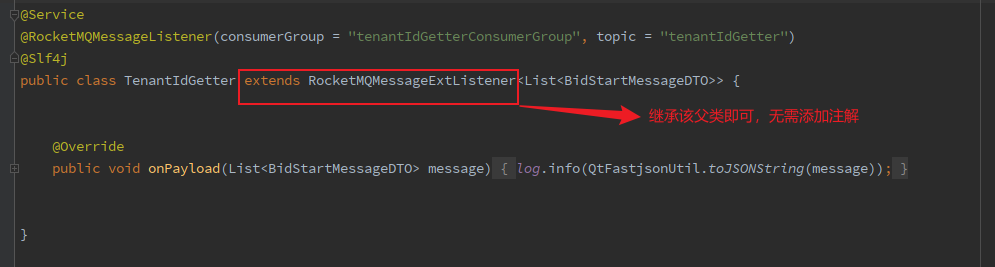 @Service
@RocketMQMessageListener(consumerGroup = "tenantIdGetterConsumerGroup", topic = "tenantIdGetter")
@Slf4j
public class TenantIdGetter extends RocketMQMessageExtListener<List<BidStartMessageDTO>> {
继承该父类即可，无需添加注解
@Override
public void onPayload(List<BidStartMessageDTO> message) { log.info(QtFastjsonUtil.toJSONString(message)); }
}